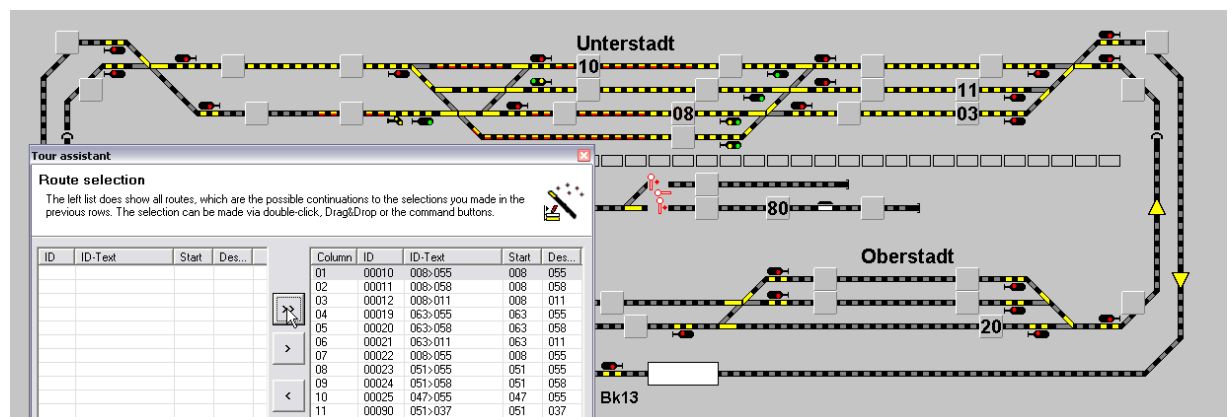 Unterstadt
10
11
08
03
80
Oberstadt
20
Bk13
Tour assistant
Route selection
The left list does show all routes, which are the possible continuations to the selections you made in the
previous rows. The selection can be made via double-click, Drag&Drop or the command buttons.
ID ID-Text Start Des...
Column ID ID-Text Start Des...
01 00010 008>055 008 055
02 00011 008>058 008 058
03 00012 008>011 008 011
04 00019 063>055 063 055
05 00020 063>058 063 058
06 00021 063>011 063 011
07 00022 008>055 008 055
08 00023 051>055 051 055
09 00024 051>058 051 058
10 00025 047>055 047 055
11 00090 051>037 051 037
>>
>
<